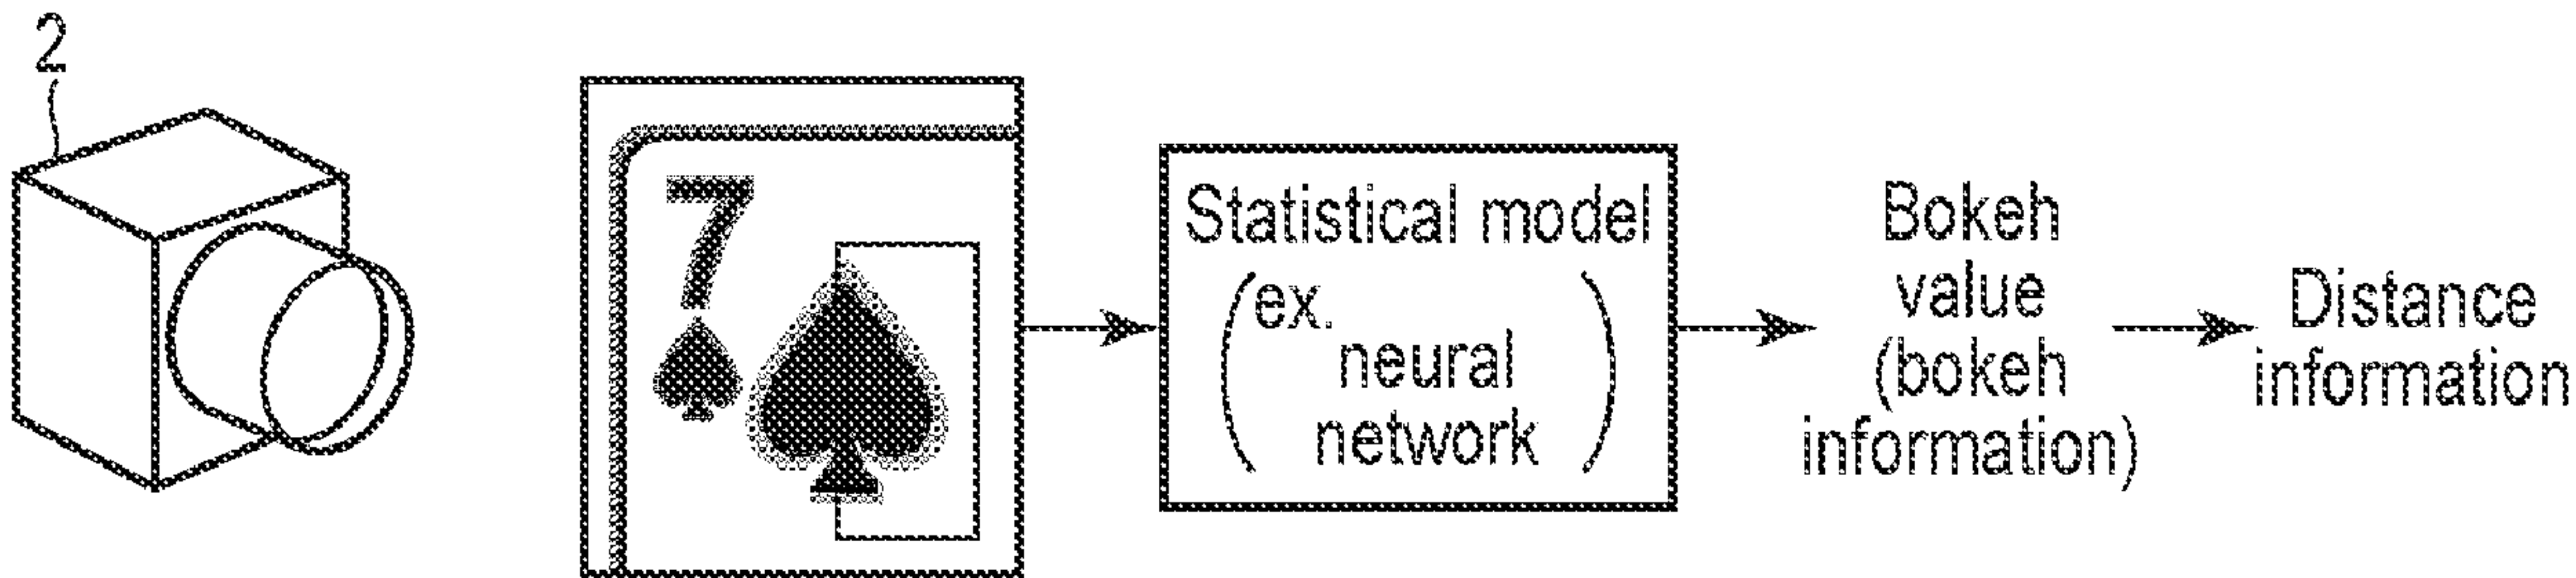 2
7
Statistical model
(ex.
neural
network)
Bokeh
value
(bokeh
information)
Distance
information